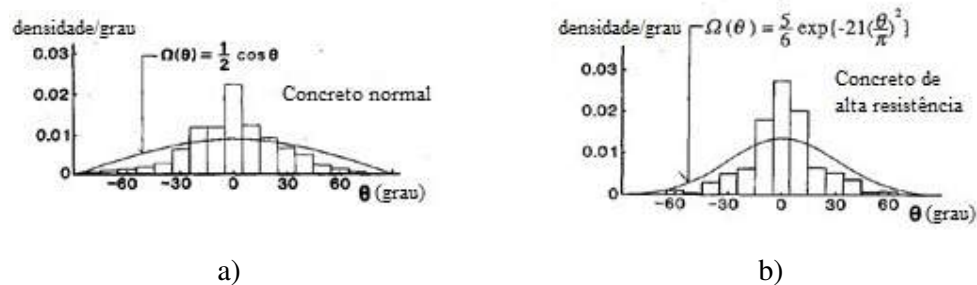 densidade/grau
Ω(θ) = 1/2 cos θ
0.03
0.02
0.01
0
Concreto normal
-60 -30 0 30 60
θ (grau)
a)
densidade/grau
Ω(θ) = 5/6 exp{-21(θ/π)²}
0.03
0.02
0.01
0
Concreto de
alta resistência
-60 -30 0 30 60
θ (grau)
b)